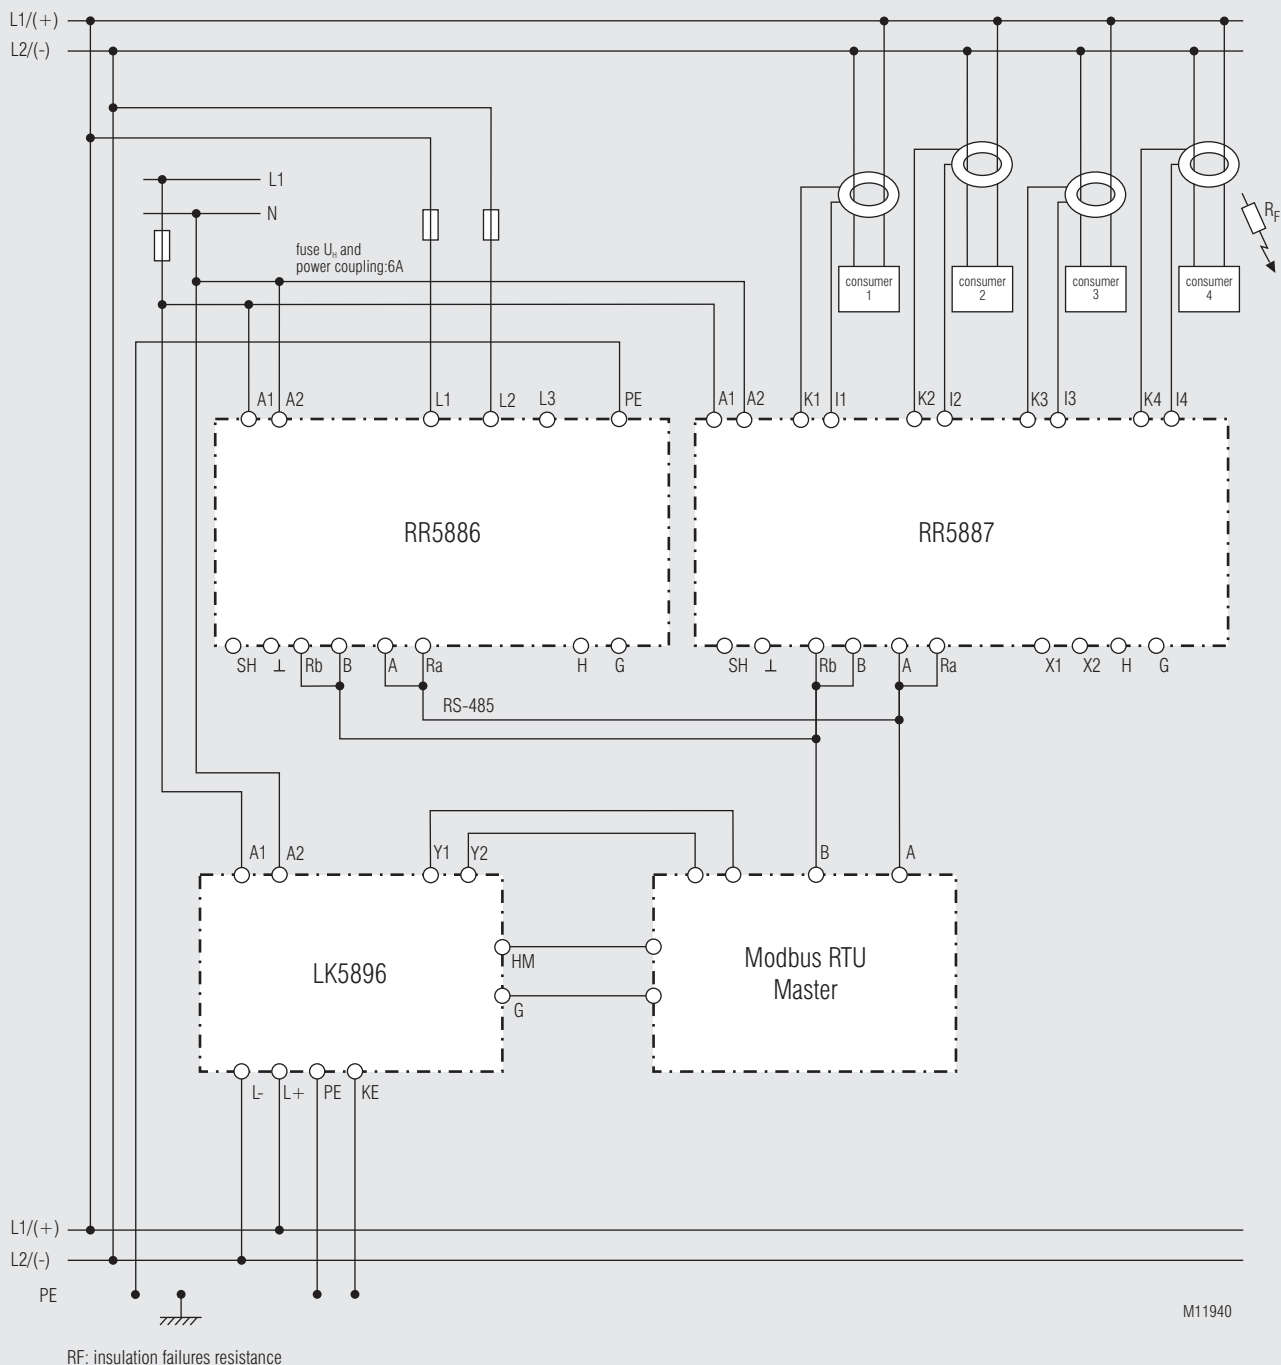 L1/(+)
L2/(-)
L1
N
fuse UH and
power coupling:6A
RF
consumer
1
consumer
2
consumer
3
consumer
4
A1 A2 L1 L2 L3 PE
A1 A2 K1 I1 K2 I2 K3 I3 K4 I4
RR5886
RR5887
SH ⊥ Rb B A Ra H G
SH ⊥ Rb B A Ra X1 X2 H G
RS-485
A1 A2 Y1 Y2
B A
LK5896
HM
G
Modbus RTU
Master
L- L+ PE KE
L1/(+)
L2/(-)
PE
M11940
RF: insulation failures resistance